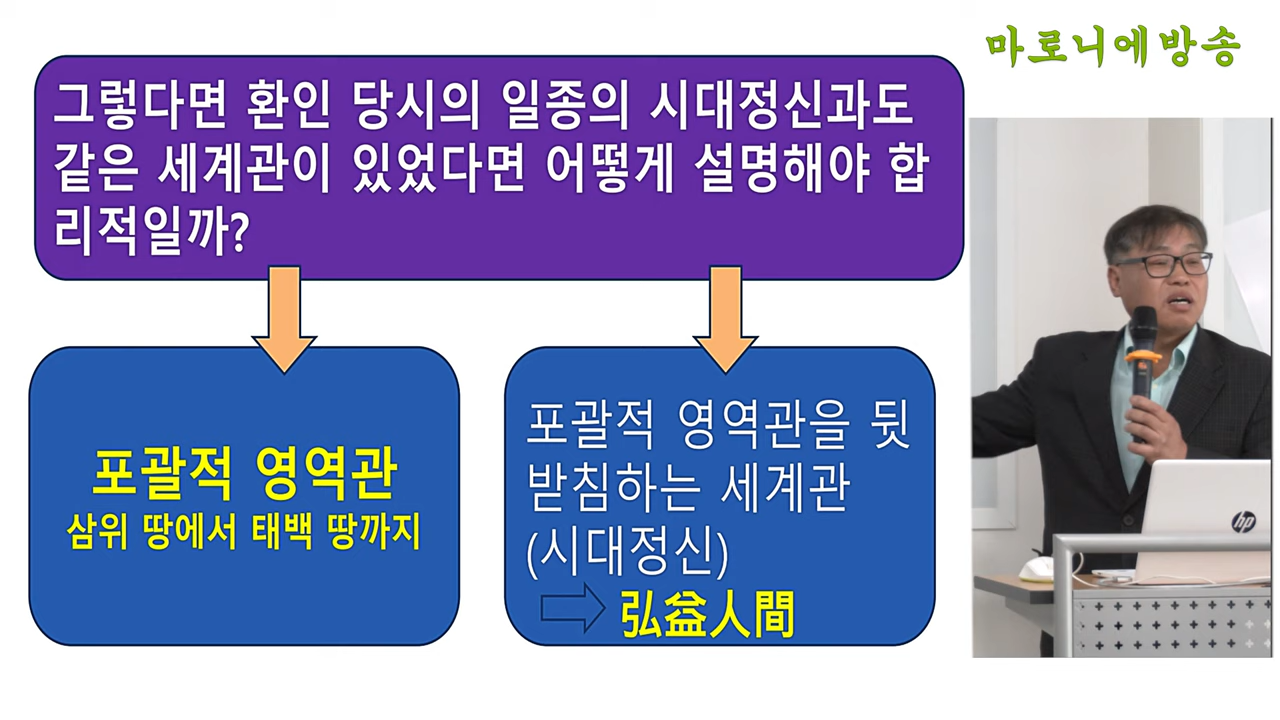 마로니에방송
그렇다면 환인 당시의 일종의 시대정신과도
같은 세계관이 있었다면 어떻게 설명해야 합
리적일까?
포괄적 영역관
삼위 땅에서 태백 땅까지
포괄적 영역관을 뒷
받침하는 세계관
(시대정신)
弘益人間
hp